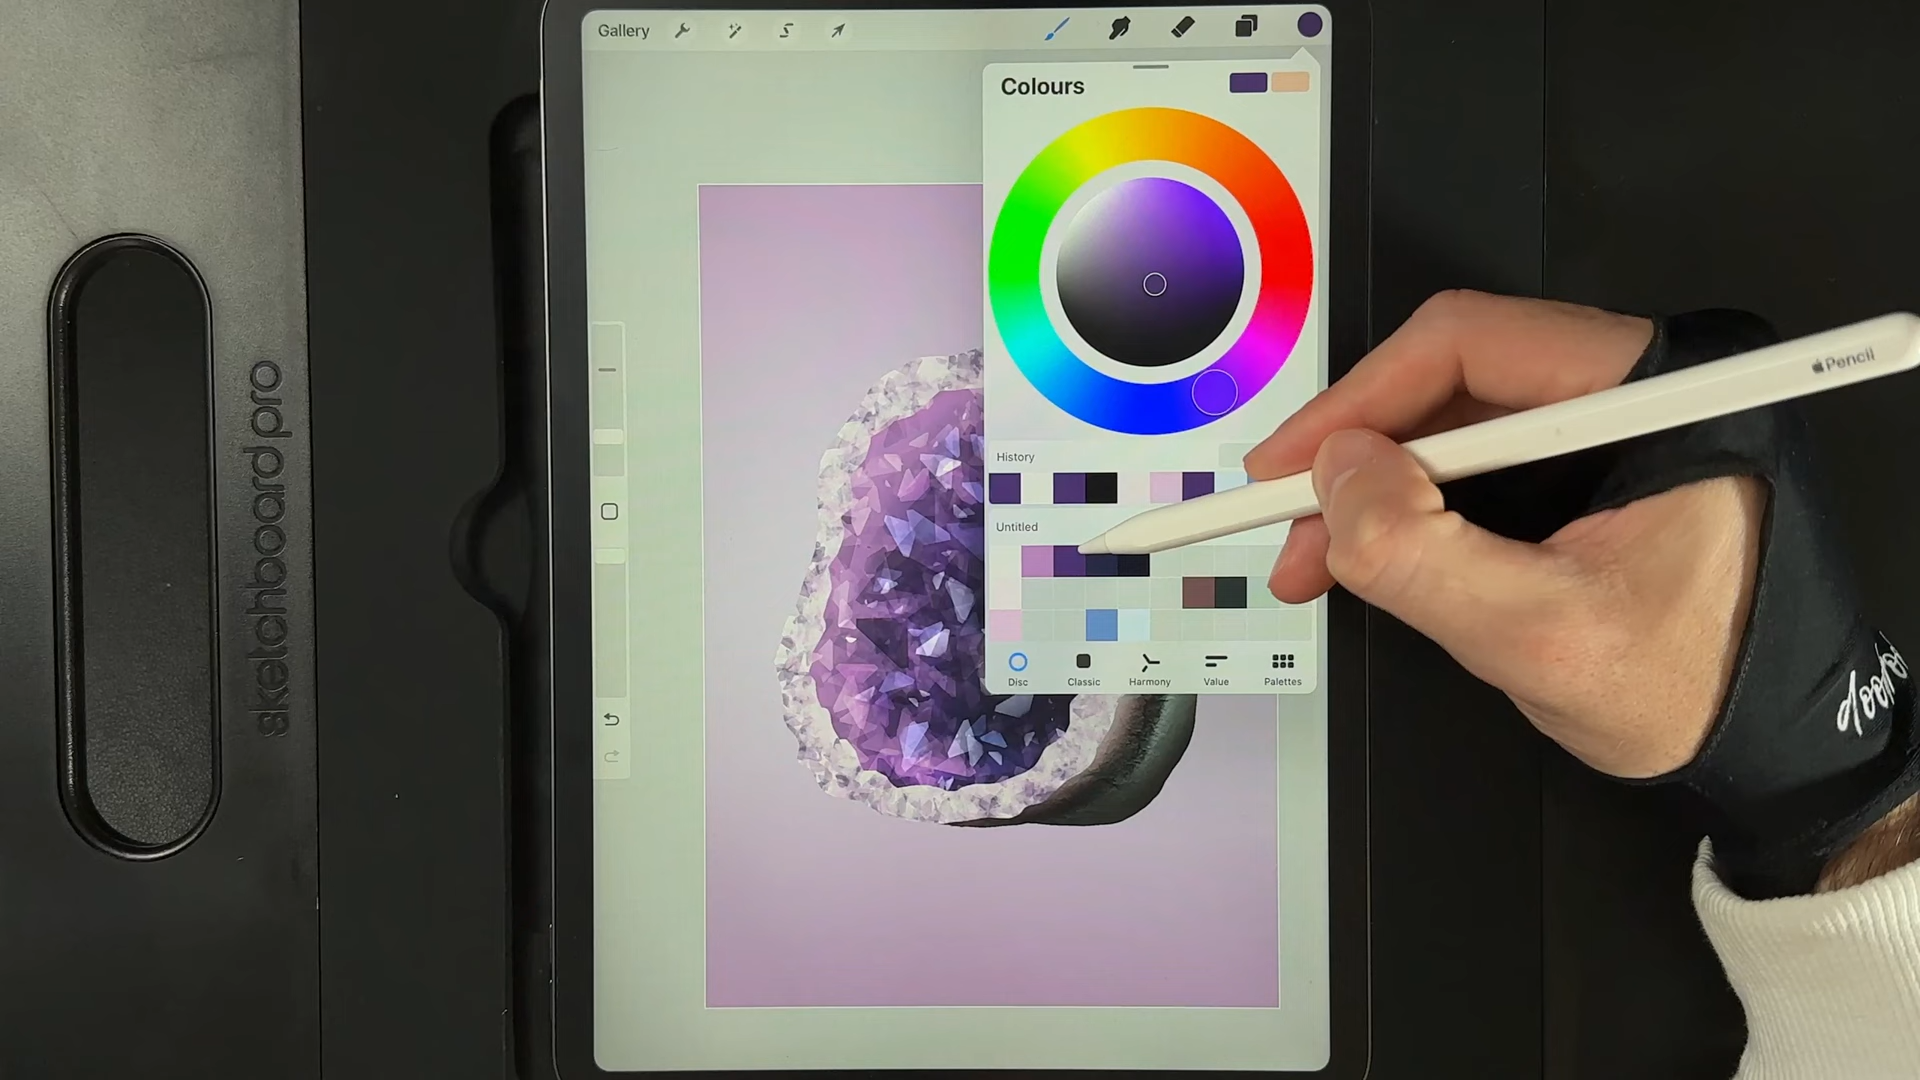 Gallery
Colours
History
Untitled
Disc
Classic
Harmony
Value
Palettes
sketchboard pro
Pencil